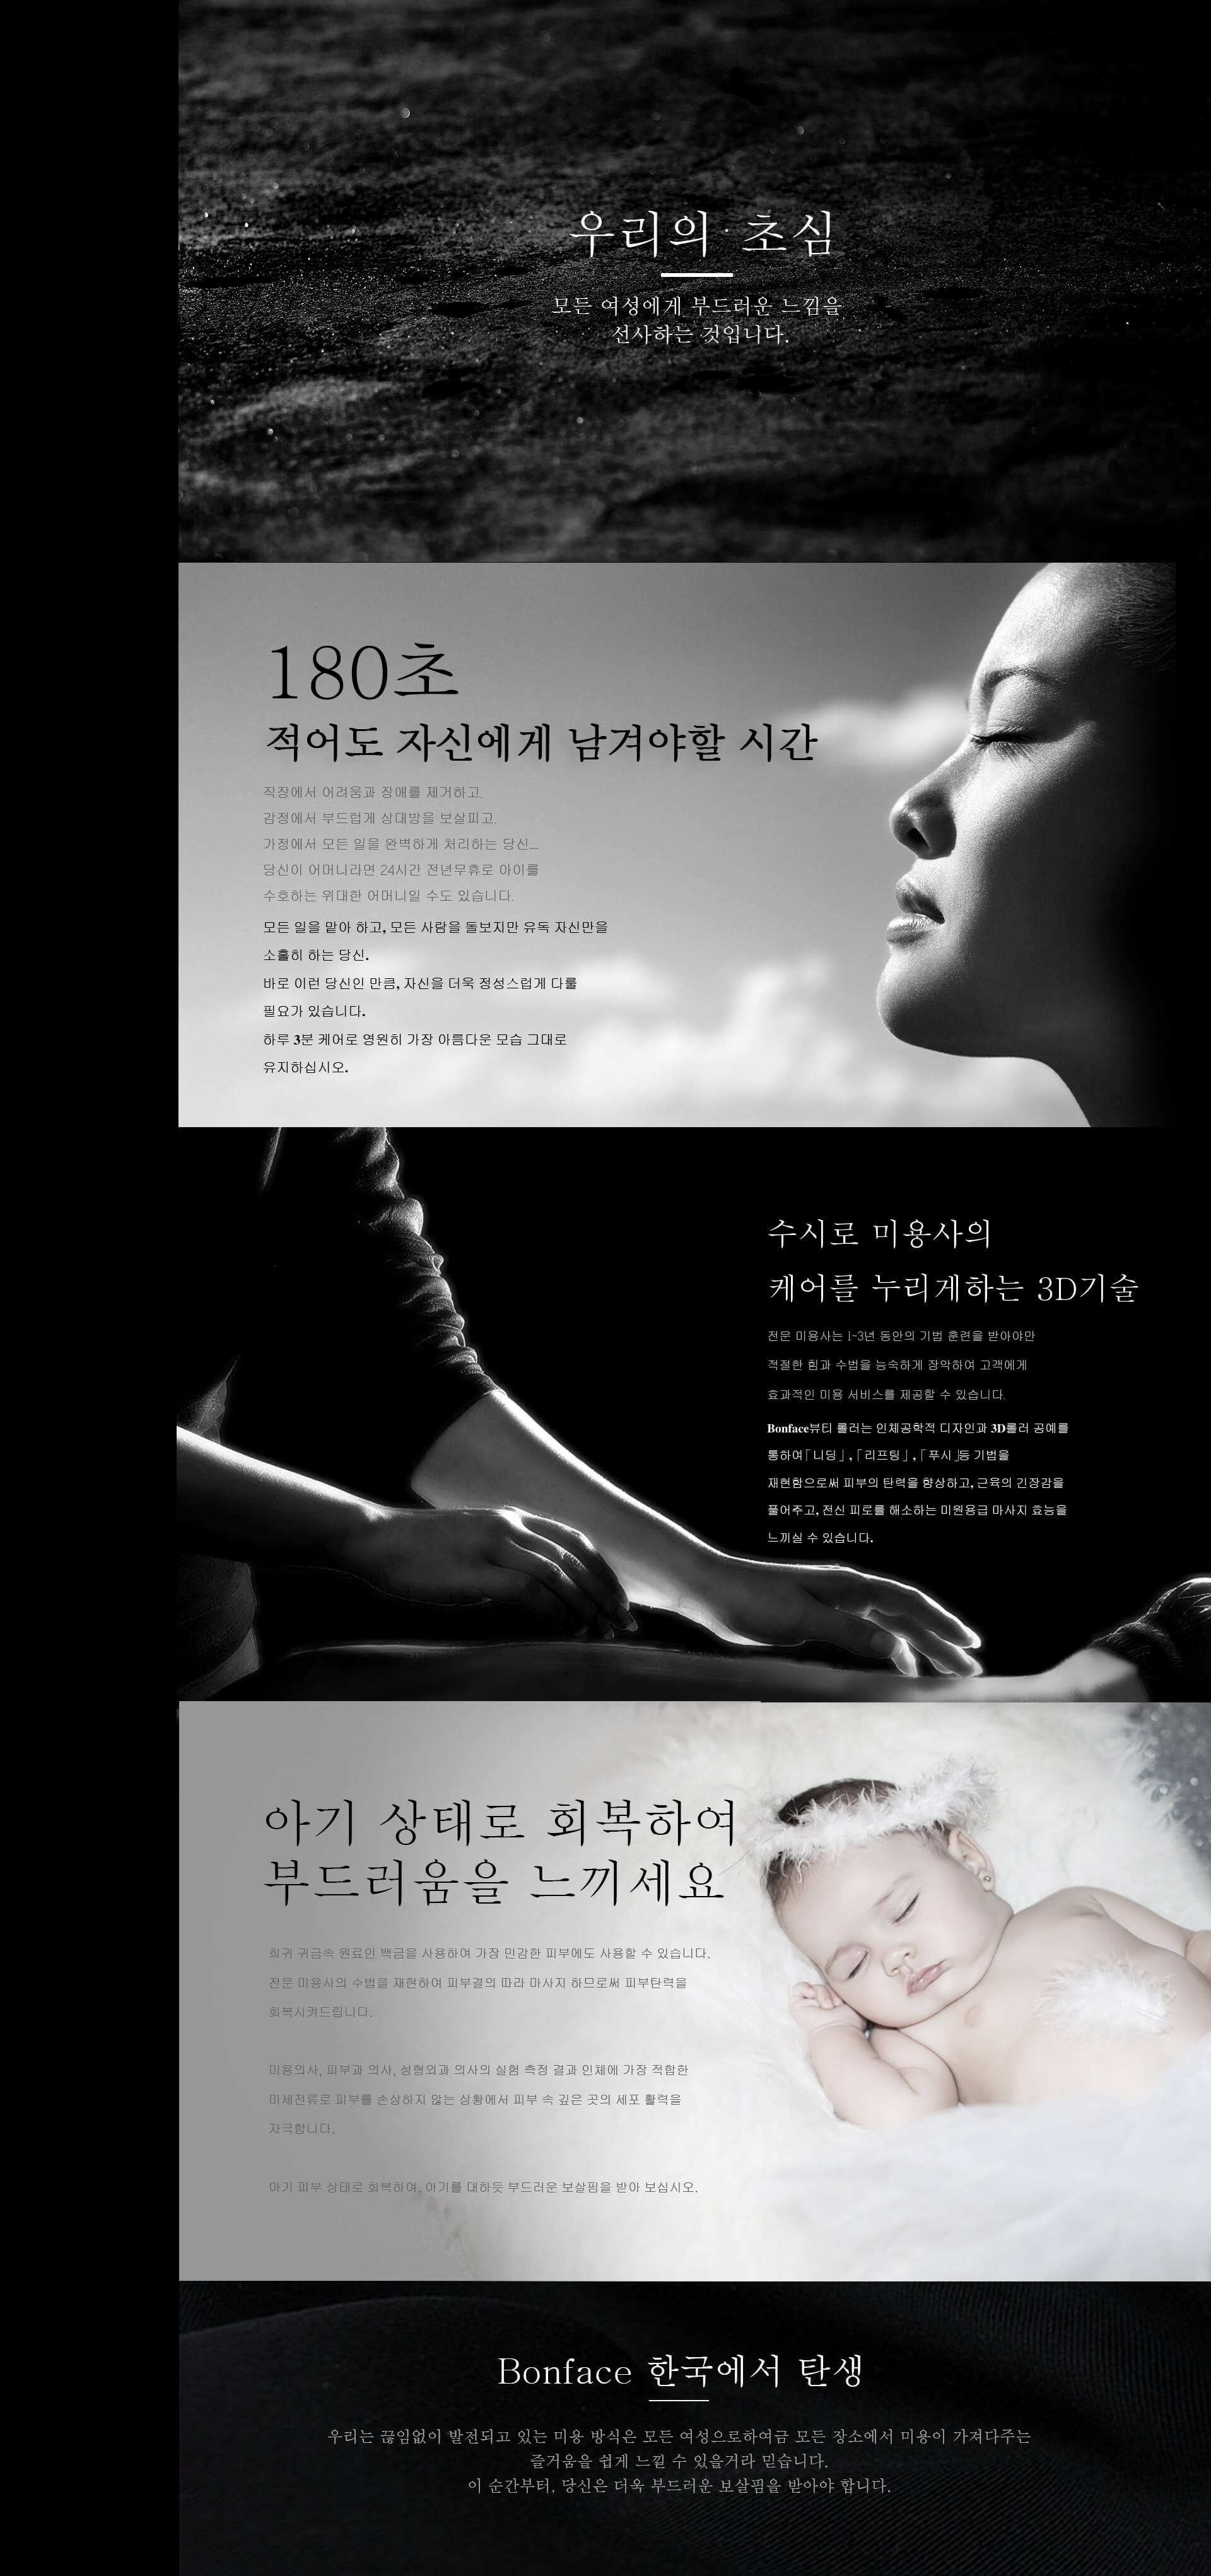 우리의 · 초심
모든 여성에게 부드러운 느낌을
선사하는 것입니다.
180초
적어도 자신에게 남겨야할 시간
직장에서 어려움과 장애를 제거하고.
감정에서 부드럽게 상대방을 보살피고.
가정에서 모든 일을 완벽하게 처리하는 당신...
당신이 어머니라면 24시간 전년무휴로 아이를
수호하는 위대한 어머니일 수도 있습니다.
모든 일을 맡아 하고, 모든 사람을 돌보지만 유독 자신만을
소홀히 하는 당신.
바로 이런 당신인 만큼, 자신을 더욱 정성스럽게 다룰
필요가 있습니다.
하루 3분 케어로 영원히 가장 아름다운 모습 그대로
유지하십시오.
수시로 미용사의
케어를 누리게하는 3D기술
전문 미용사는 1~3년 동안의 기법 훈련을 받아야만
적절한 힘과 수법을 능숙하게 장악하여 고객에게
효과적인 미용 서비스를 제공할 수 있습니다.
Bonface뷰티 롤러는 인체공학적 디자인과 3D롤러 공예를
통하여「니딩」,「리프팅」,「푸시」등 기법을
재현함으로써 피부의 탄력을 향상하고, 근육의 긴장감을
풀어주고, 전신 피로를 해소하는 미원용급 마사지 효능을
느끼실 수 있습니다.
아기 상태로 회복하여
부드러움을 느끼세요
희귀 귀금속 원료인 백금을 사용하여 가장 민감한 피부에도 사용할 수 있습니다.
전문 미용사의 수법을 재현하여 피부결의 따라 마사지 하므로써 피부탄력을
회복시켜드립니다.
미용의사, 피부과 의사, 성형외과 의사의 실험 측정 결과 인체에 가장 적합한
미세전류로 피부를 손상하지 않는 상황에서 피부 속 깊은 곳의 세포 활력을
자극합니다.
아기 피부 상태로 회복하여, 아기를 대하듯 부드러운 보살핌을 받아 보십시오.
Bonface 한국에서 탄생
우리는 끊임없이 발전되고 있는 미용 방식은 모든 여성으로하여금 모든 장소에서 미용이 가져다주는
즐거움을 쉽게 느낄 수 있을거라 믿습니다.
이 순간부터, 당신은 더욱 부드러운 보살핌을 받아야 합니다.